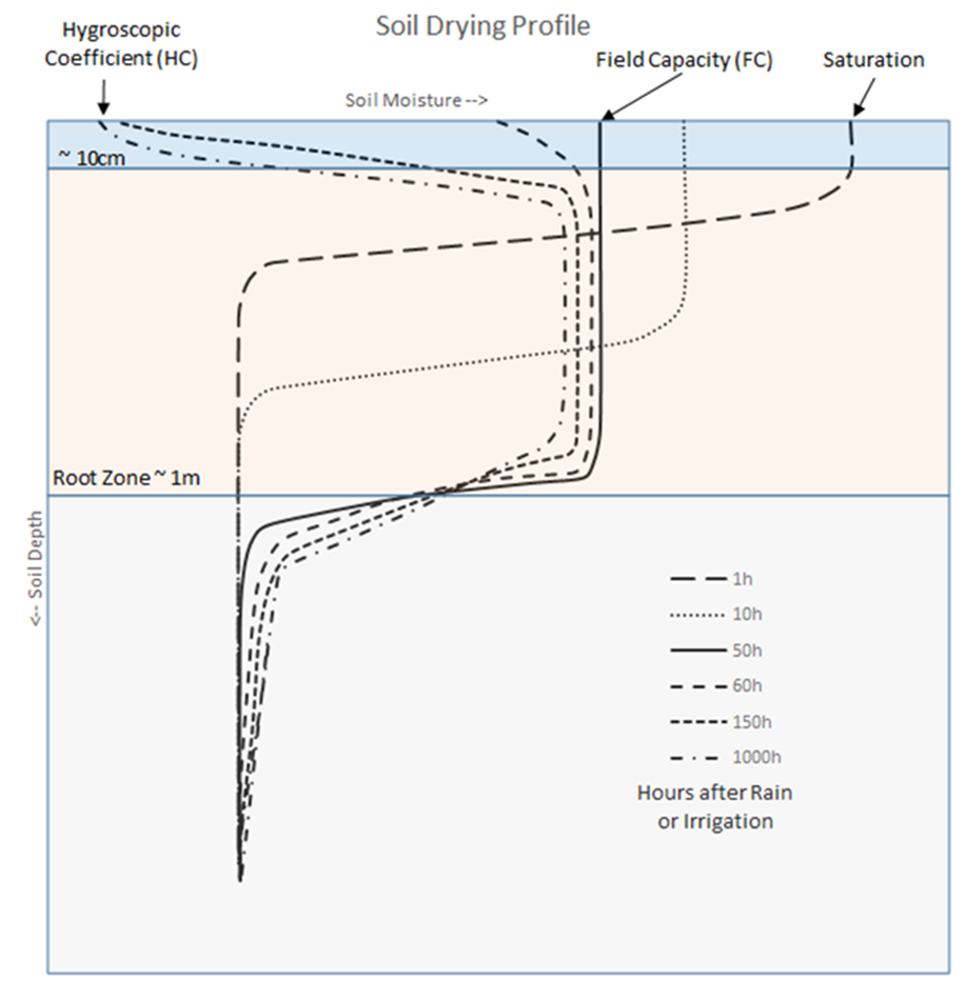 Soil Drying Profile
Hygroscopic
Coefficient (HC)
Field Capacity (FC)
Saturation
Soil Moisture -->
~ 10cm
Root Zone ~ 1m
<-- Soil Depth
1h
10h
50h
60h
150h
1000h
Hours after Rain
or Irrigation